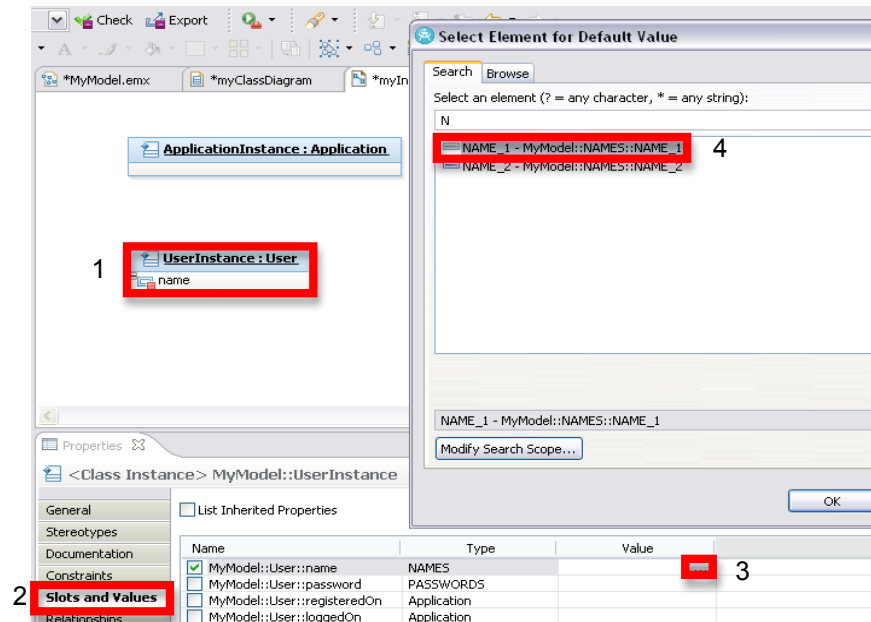 Check Export
Select Element for Default Value
*MyModel.emx *myClassDiagram *myIn
Search Browse
Select an element (? = any character, * = any string):
N
NAME_1 - MyModel::NAMES::NAME_1
4
NAME_2 - MyModel::NAMES::NAME_2
ApplicationInstance : Application
1
UserInstance : User
name
NAME_1 - MyModel::NAMES::NAME_1
Modify Search Scope...
OK
Properties
<Class Instance> MyModel::UserInstance
General
Stereotypes
Documentation
Constraints
2
Slots and Values
Relationships
List Inherited Properties
Name Type Value
MyModel::User::name NAMES ...
3
MyModel::User::password PASSWORDS
MyModel::User::registeredOn Application
MyModel::User::loggedOn Application